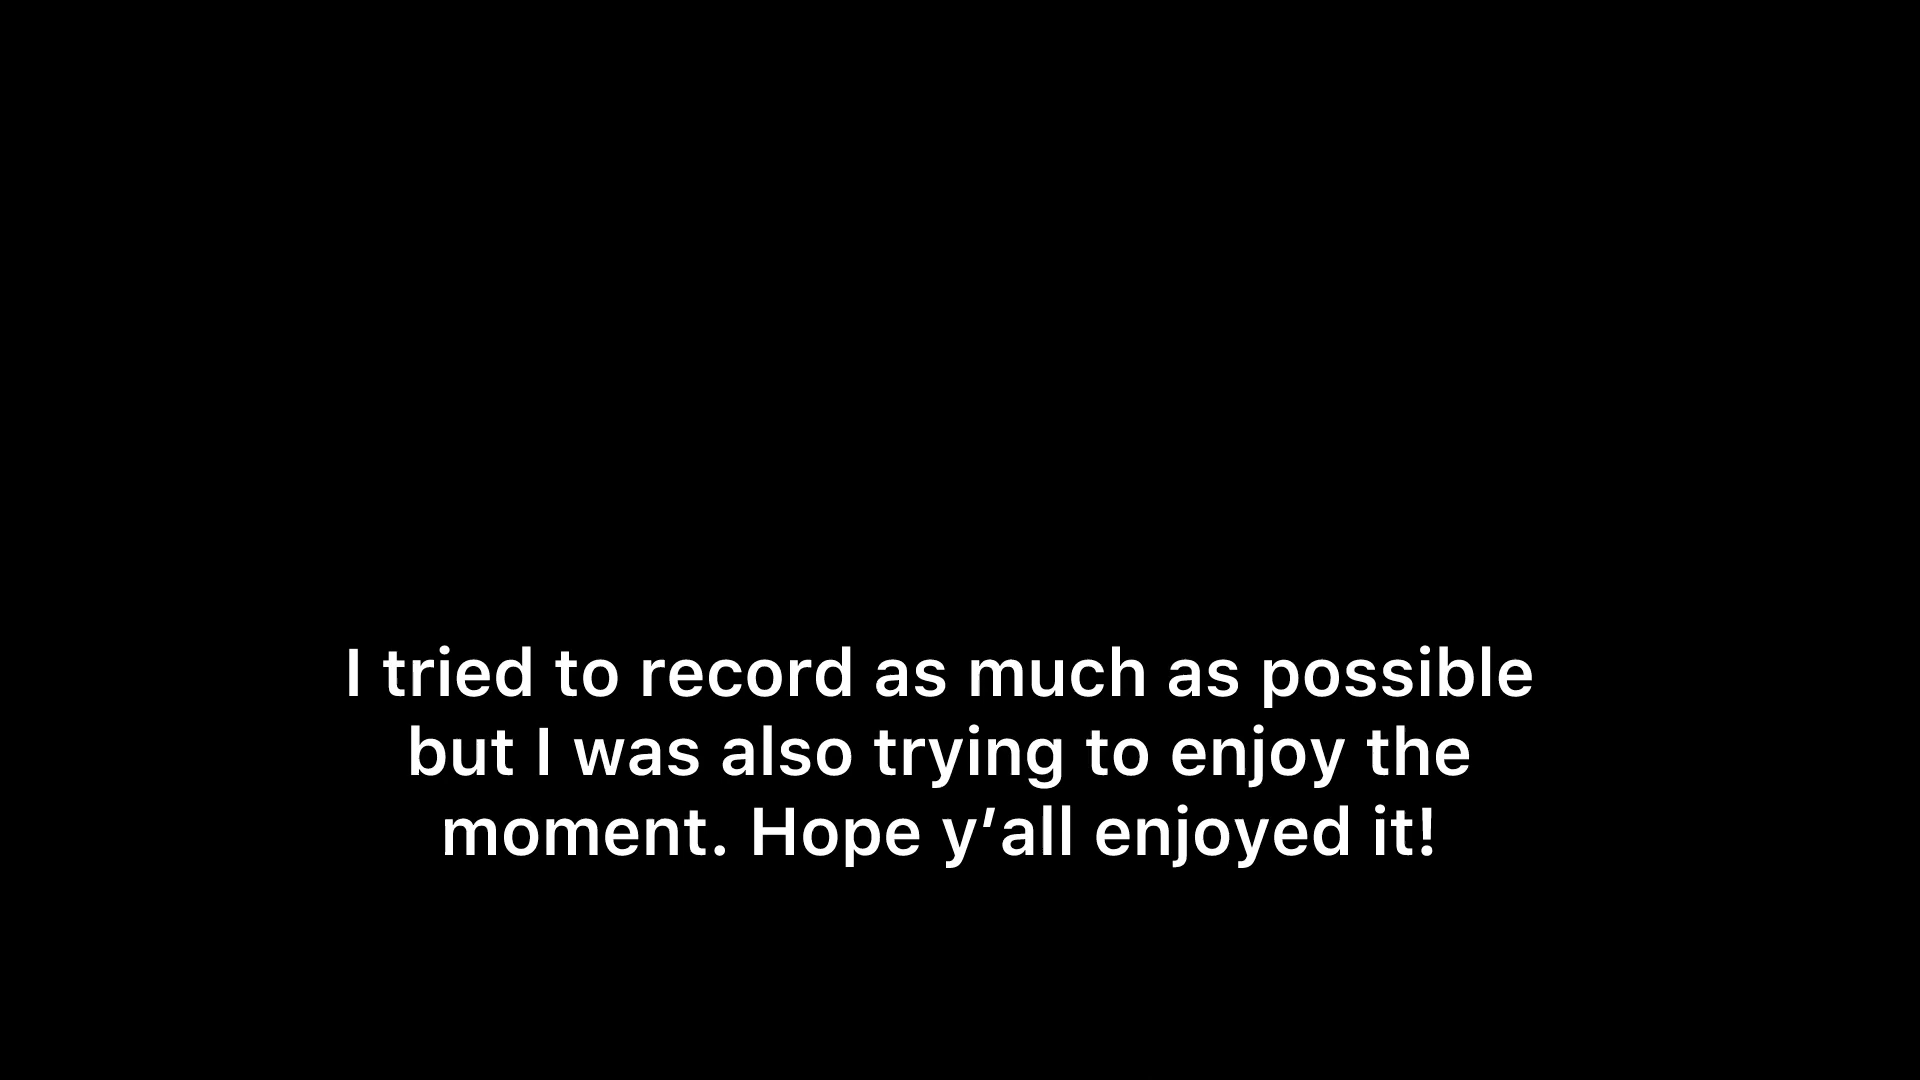 I tried to record as much as possible
but I was also trying to enjoy the
moment. Hope y’all enjoyed it!